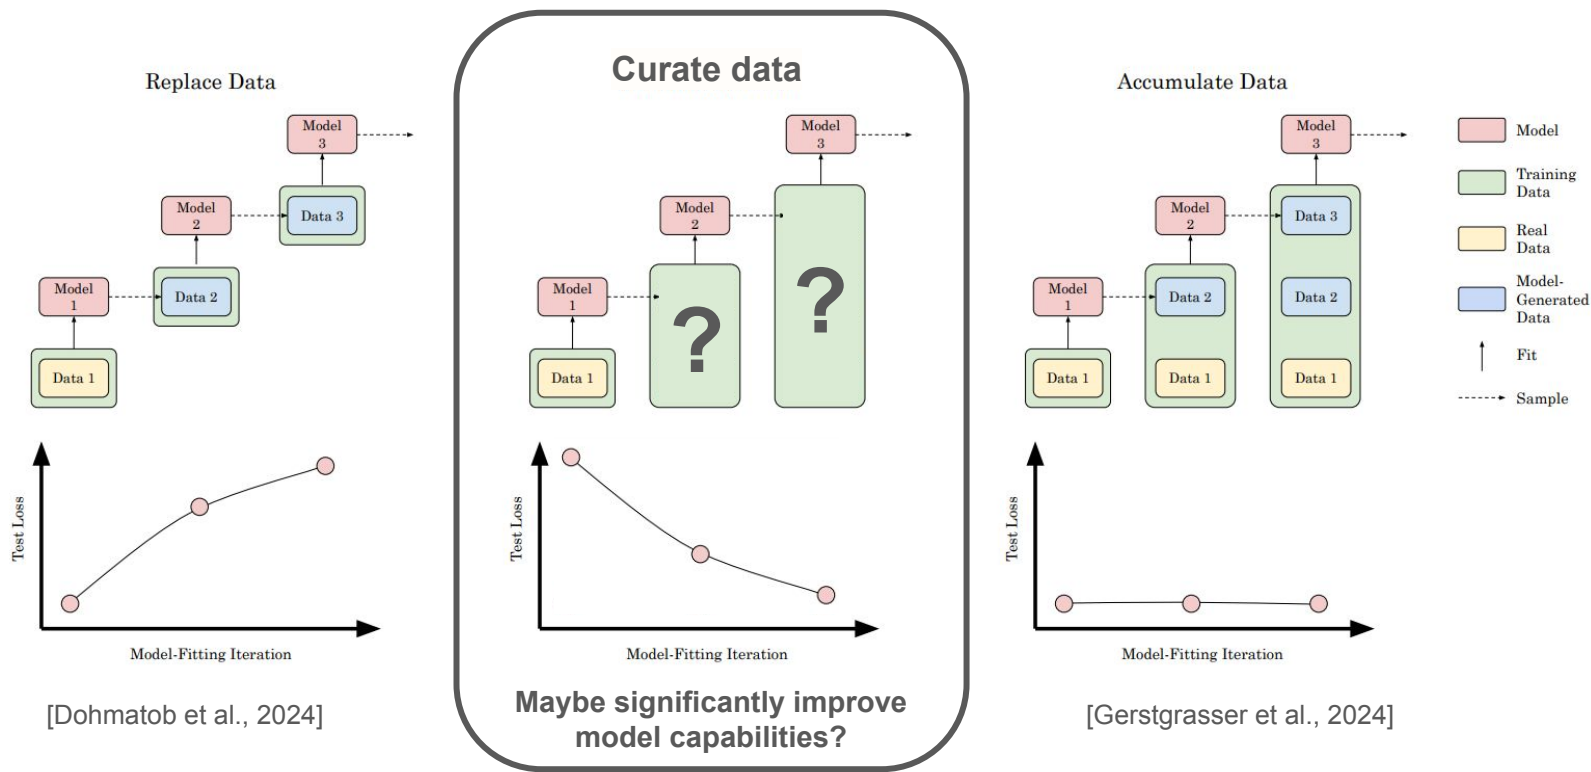 Replace Data
Model
3
Model
2
Data 3
Model
1
Data 2
Data 1
Test Loss
Model-Fitting Iteration
[Dohmatob et al., 2024]
Curate data
Model
3
Model
2
?
Model
1
?
Data 1
Test Loss
Model-Fitting Iteration
Maybe significantly improve
model capabilities?
Accumulate Data
Model
3
Model
2
Data 3
Model
1
Data 2
Data 2
Data 1
Data 1
Data 1
Test Loss
Model-Fitting Iteration
[Gerstgrasser et al., 2024]
Model
Training
Data
Real
Data
Model-
Generated
Data
Fit
Sample